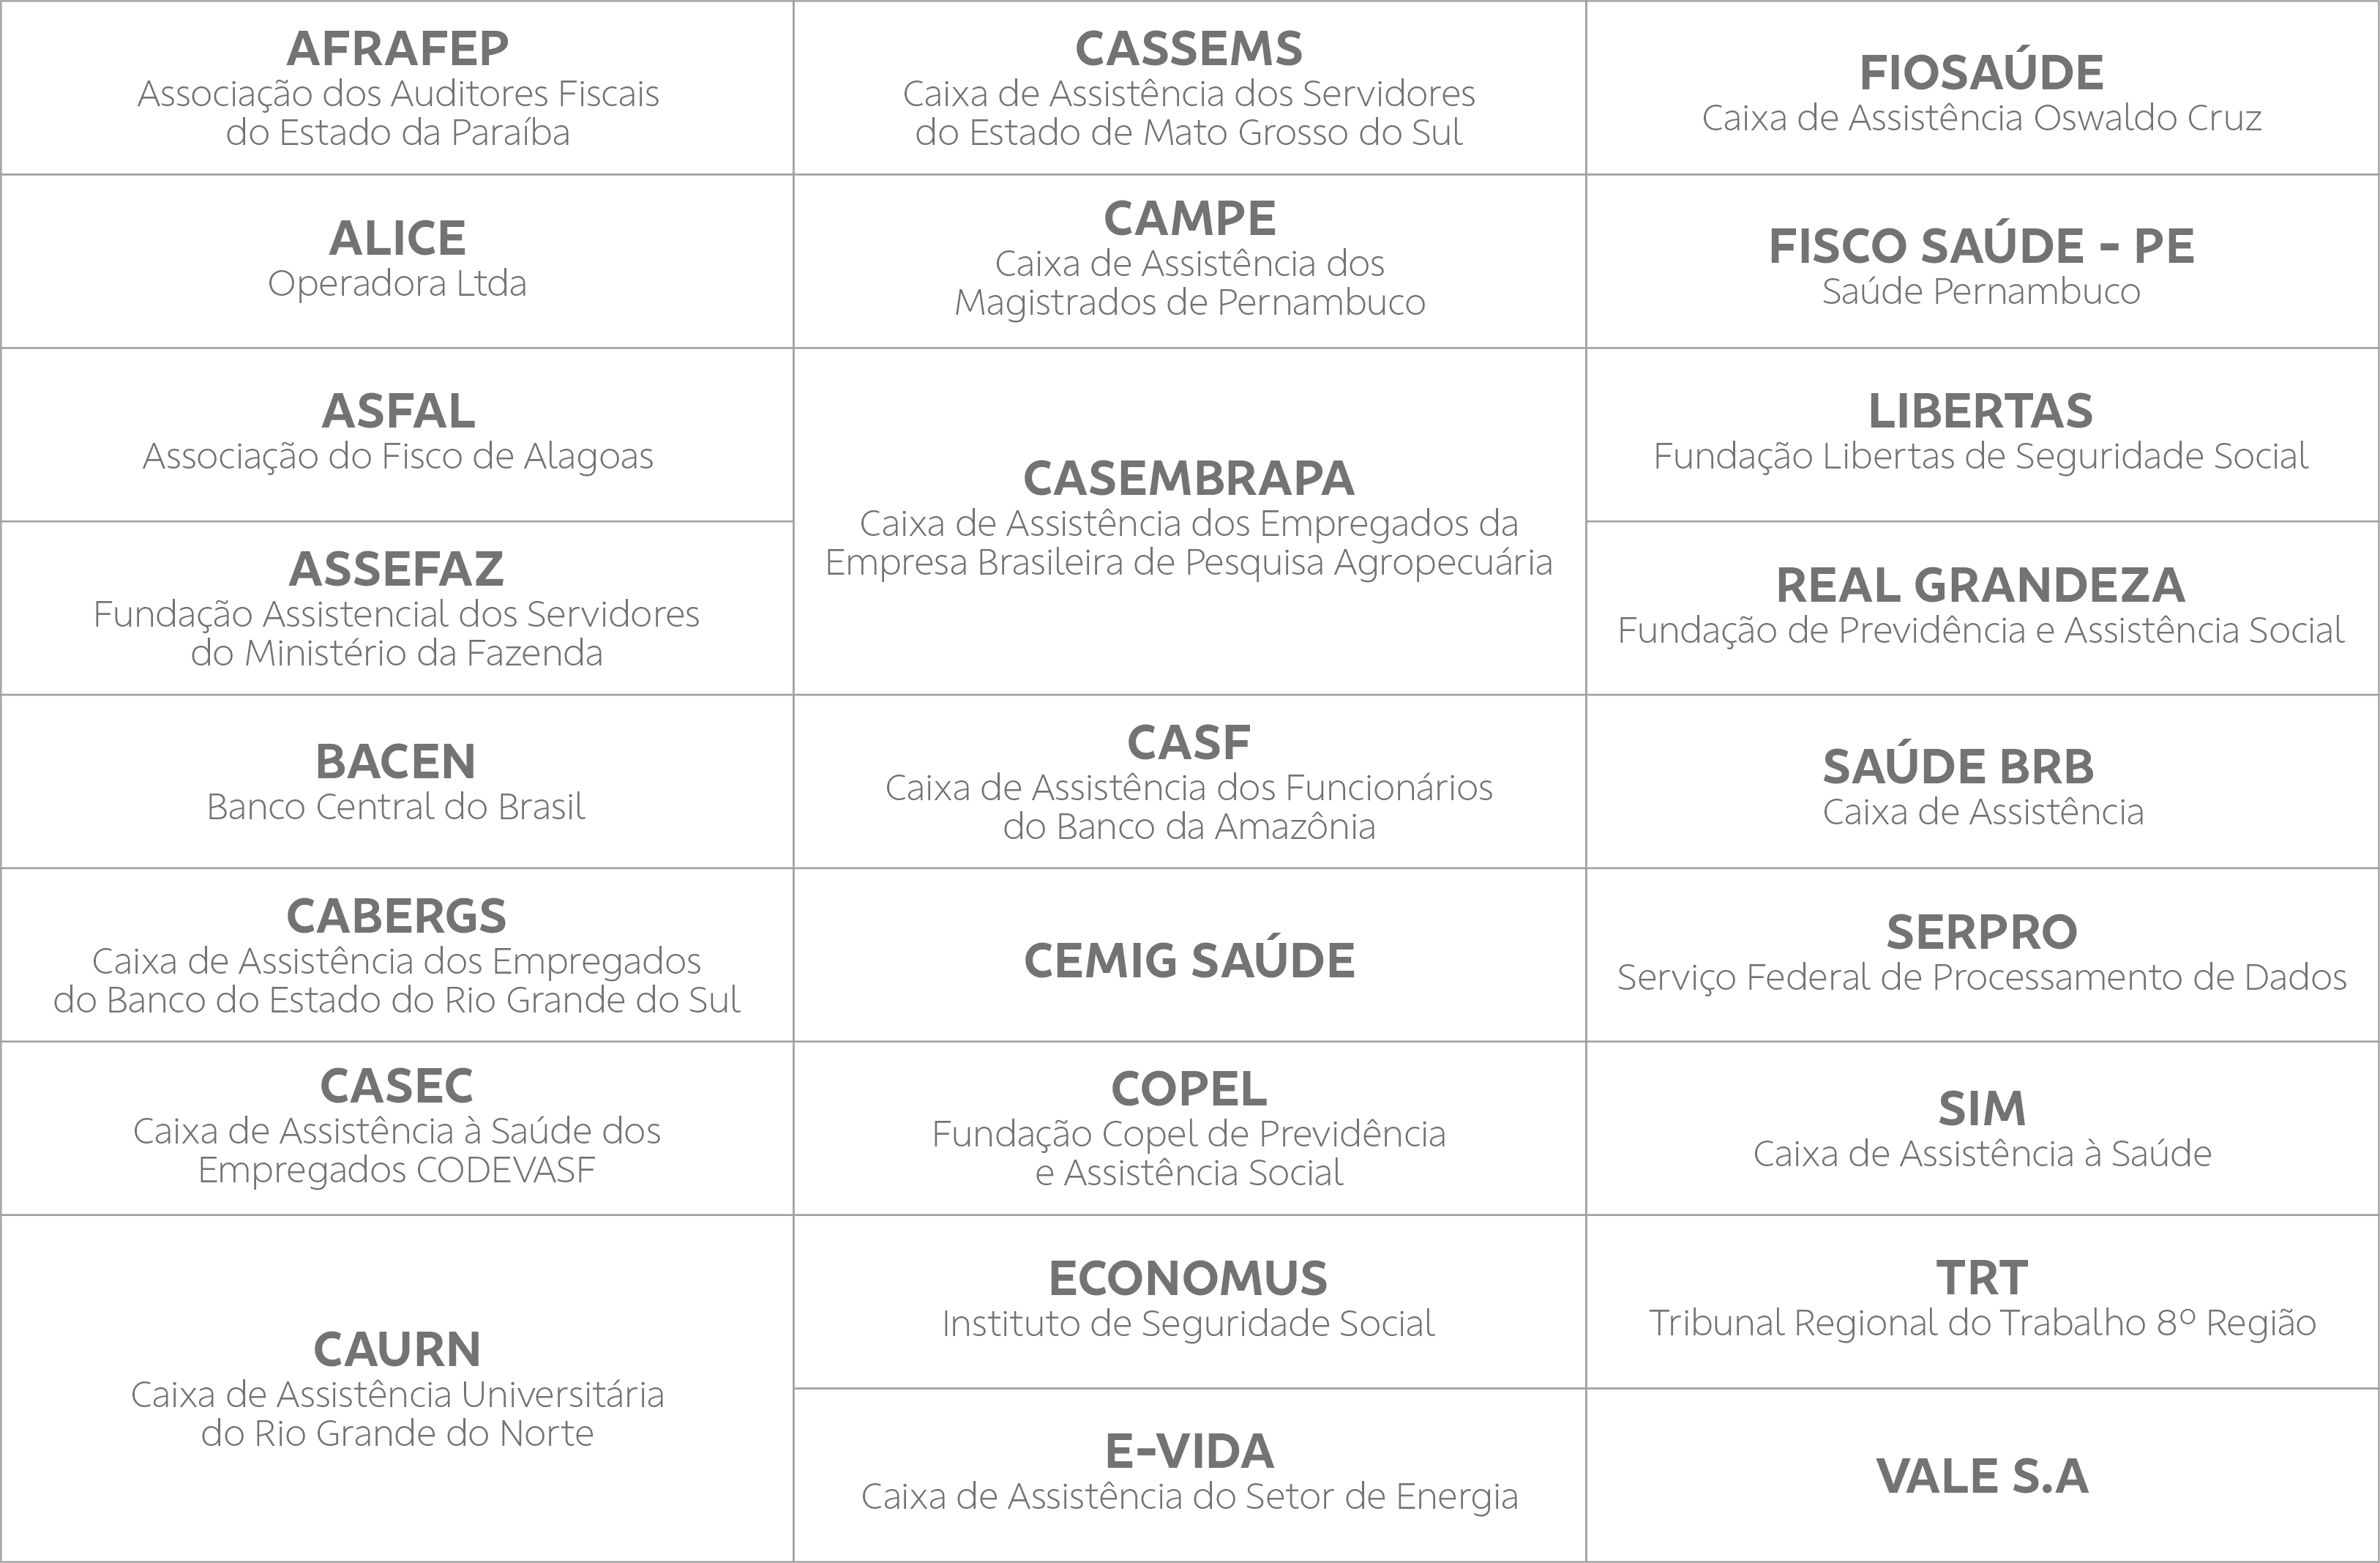 AFRAFEP
Associação dos Auditores Fiscais
do Estado da Paraíba
CASSEMS
Caixa de Assistência dos Servidores
do Estado de Mato Grosso do Sul
FIOSAÚDE
Caixa de Assistência Oswaldo Cruz
ALICE
Operadora Ltda
CAMPE
Caixa de Assistência dos
Magistrados de Pernambuco
FISCO SAÚDE - PE
Saúde Pernambuco
ASFAL
Associação do Fisco de Alagoas
CASEMBRAPA
Caixa de Assistência dos Empregados da
Empresa Brasileira de Pesquisa Agropecuária
LIBERTAS
Fundação Libertas de Seguridade Social
ASSEFAZ
Fundação Assistencial dos Servidores
do Ministério da Fazenda
REAL GRANDEZA
Fundação de Previdência e Assistência Social
BACEN
Banco Central do Brasil
CASF
Caixa de Assistência dos Funcionários
do Banco da Amazônia
SAÚDE BRB
Caixa de Assistência
CABERGS
Caixa de Assistência dos Empregados
do Banco do Estado do Rio Grande do Sul
CEMIG SAÚDE
SERPRO
Serviço Federal de Processamento de Dados
CASEC
Caixa de Assistência à Saúde dos
Empregados CODEVASF
COPEL
Fundação Copel de Previdência
e Assistência Social
SIM
Caixa de Assistência à Saúde
CAURN
Caixa de Assistência Universitária
do Rio Grande do Norte
ECONOMUS
Instituto de Seguridade Social
TRT
Tribunal Regional do Trabalho 8º Região
E-VIDA
Caixa de Assistência do Setor de Energia
VALE S.A